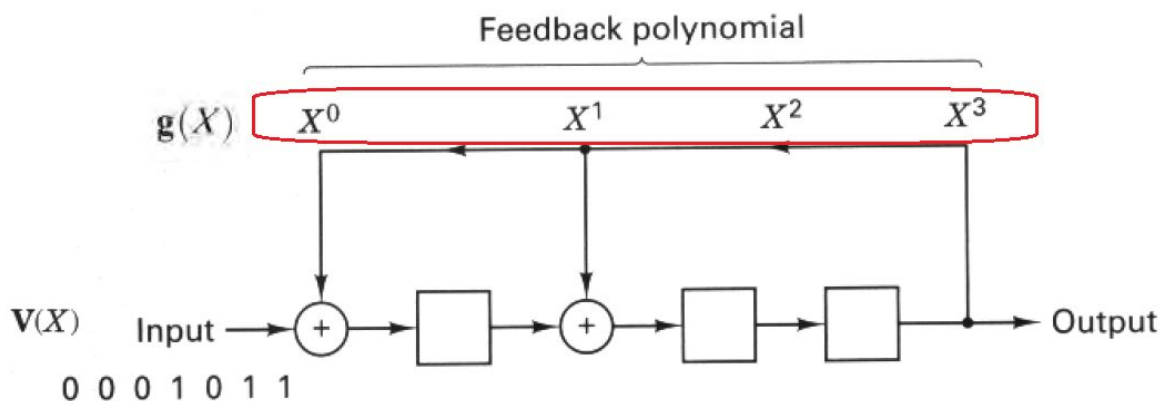 Feedback polynomial
g(X) X⁰ X¹ X² X³
+ +
V(X) Input Output
0 0 0 1 0 1 1